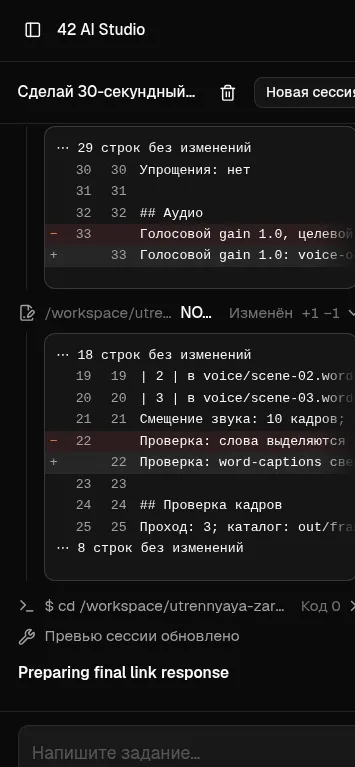 42 AI Studio
Сделай 30-секундный... Новая сесси
··· 29 строк без изменений
30 30 Упрощения: нет
31 31
32 32 ## Аудио
− 33 Голосовой gain 1.0, целевой
+ 33 Голосовой gain 1.0: voice-o
/workspace/utre... NO... Изменён +1 −1
··· 18 строк без изменений
19 19 | 2 | в voice/scene-02.word
20 20 | 3 | в voice/scene-03.word
21 21 Смещение звука: 10 кадров;
− 22 Проверка: слова выделяются
+ 22 Проверка: word-captions све
23 23
24 24 ## Проверка кадров
25 25 Проход: 3; каталог: out/fra
··· 8 строк без изменений
$ cd /workspace/utrennyaya-zar... Код 0
Превью сессии обновлено
Preparing final link response
Напишите задание...